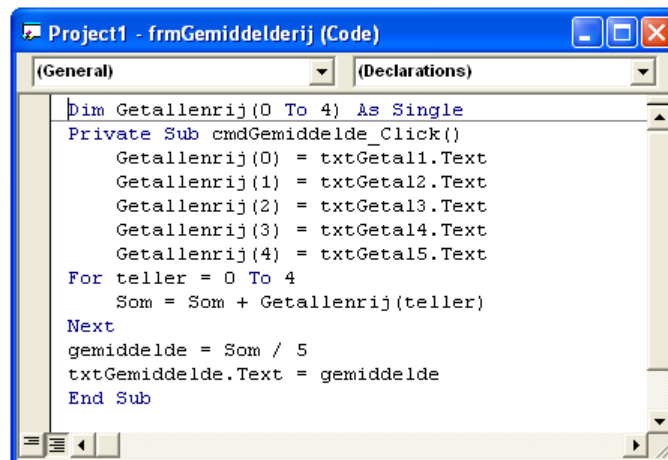 Project1 - frmGemiddelderij (Code)
(General) (Declarations)
Dim Getallenrij(0 To 4) As Single
Private Sub cmdGemiddelde_Click()
Getallenrij(0) = txtGetal1.Text
Getallenrij(1) = txtGetal2.Text
Getallenrij(2) = txtGetal3.Text
Getallenrij(3) = txtGetal4.Text
Getallenrij(4) = txtGetal5.Text
For teller = 0 To 4
Som = Som + Getallenrij(teller)
Next
gemiddelde = Som / 5
txtGemiddelde.Text = gemiddelde
End Sub